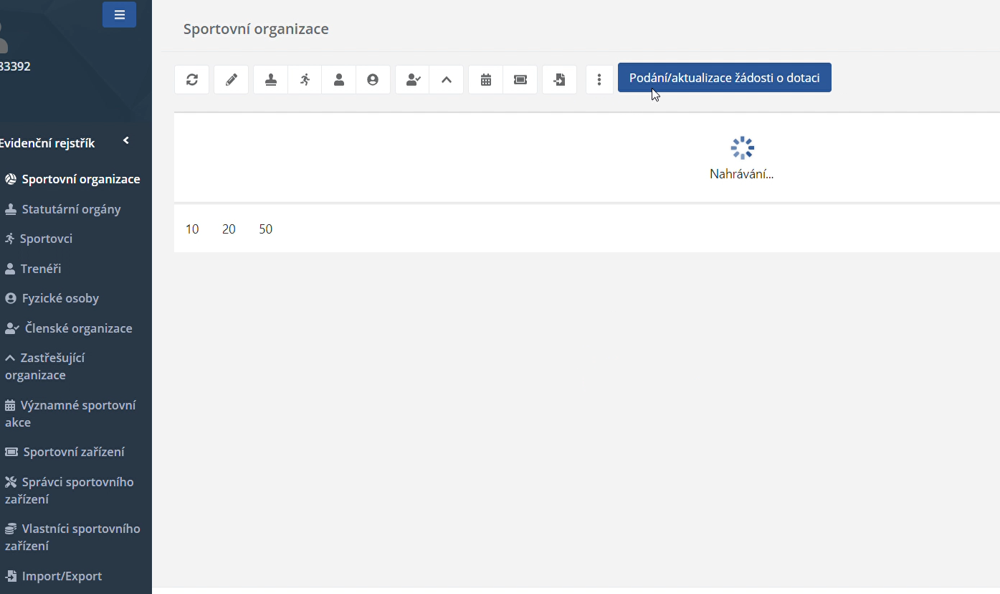 Sportovní organizace
Podání/aktualizace žádosti o dotaci
Nahrávání...
10 20 50
33392
Evidenční rejstřík
Sportovní organizace
Statutární orgány
Sportovci
Trenéři
Fyzické osoby
Členské organizace
Zastřešující
organizace
Významné sportovní
akce
Sportovní zařízení
Správci sportovního
zařízení
Vlastníci sportovního
zařízení
Import/Export